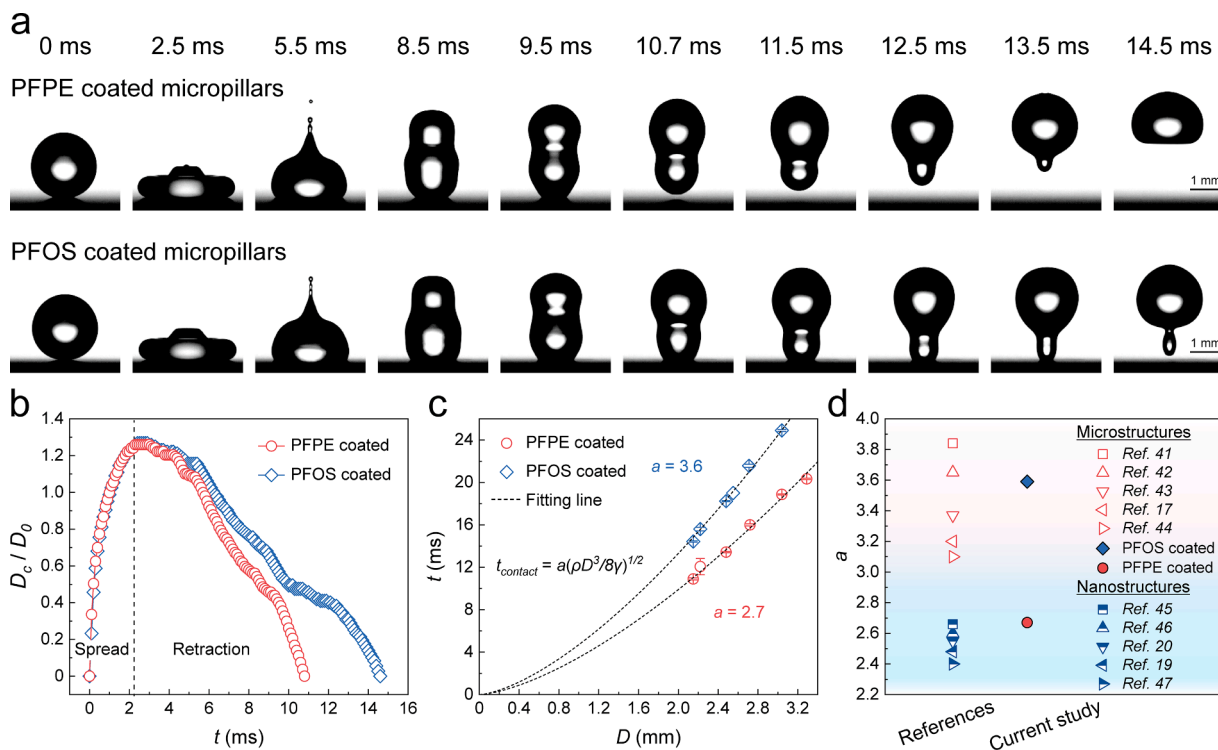 a
0 ms 2.5 ms 5.5 ms 8.5 ms 9.5 ms 10.7 ms 11.5 ms 12.5 ms 13.5 ms 14.5 ms
PFPE coated micropillars
1 mm
PFOS coated micropillars
1 mm
b
1.4
1.2
1.0
0.8
0.6
0.4
0.2
0
D_c / D_0
PFPE coated
PFOS coated
Spread
Retraction
0 2 4 6 8 10 12 14 16
t (ms)
c
24
20
16
12
8
4
0
t (ms)
PFPE coated
PFOS coated
Fitting line
a = 3.6
t_contact = a(ρD^3/8γ)^1/2
a = 2.7
0 0.4 0.8 1.2 1.6 2.0 2.4 2.8 3.2
D (mm)
d
4.0
3.8
3.6
3.4
3.2
3.0
2.8
2.6
2.4
2.2
a
Microstructures
Ref. 41
Ref. 42
Ref. 43
Ref. 17
Ref. 44
PFOS coated
PFPE coated
Nanostructures
Ref. 45
Ref. 46
Ref. 20
Ref. 19
Ref. 47
References
Current study